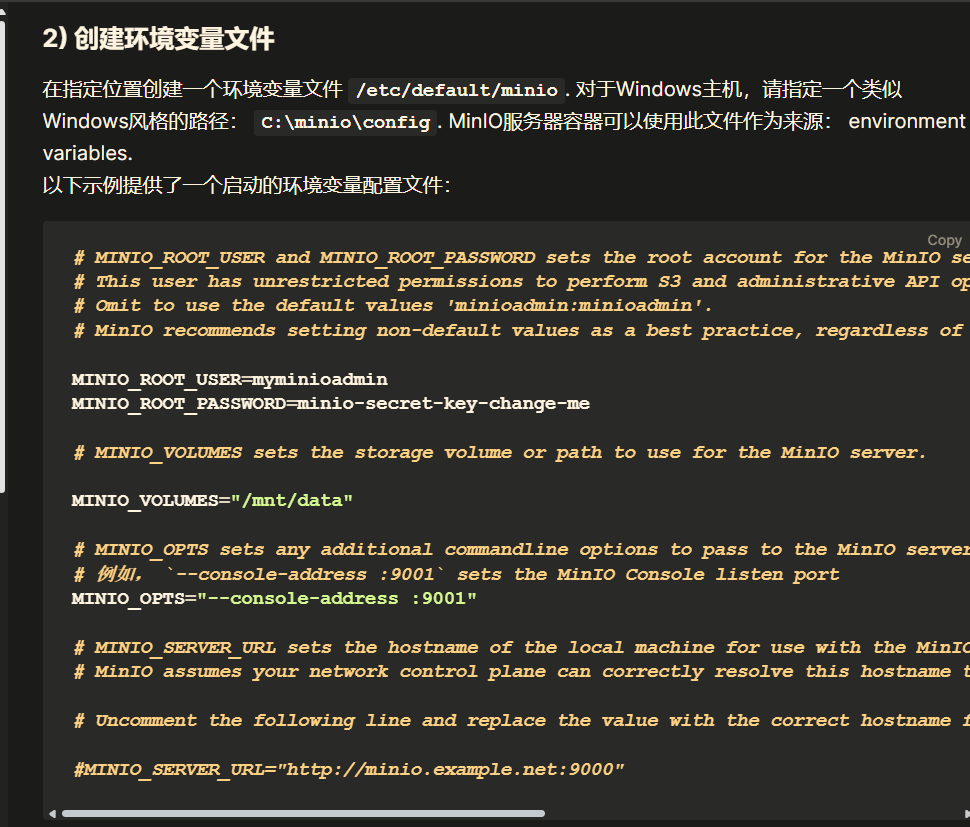 2) 创建环境变量文件
在指定位置创建一个环境变量文件 /etc/default/minio. 对于Windows主机，请指定一个类似
Windows风格的路径： C:\minio\config. MinIO服务器容器可以使用此文件作为来源： environment
variables.
以下示例提供了一个启动的环境变量配置文件：
Copy
# MINIO_ROOT_USER and MINIO_ROOT_PASSWORD sets the root account for the MinIO se
# This user has unrestricted permissions to perform S3 and administrative API op
# Omit to use the default values 'minioadmin:minioadmin'.
# MinIO recommends setting non-default values as a best practice, regardless of
MINIO_ROOT_USER=myminioadmin
MINIO_ROOT_PASSWORD=minio-secret-key-change-me
# MINIO_VOLUMES sets the storage volume or path to use for the MinIO server.
MINIO_VOLUMES="/mnt/data"
# MINIO_OPTS sets any additional commandline options to pass to the MinIO server
# 例如， `--console-address :9001` sets the MinIO Console listen port
MINIO_OPTS="--console-address :9001"
# MINIO_SERVER_URL sets the hostname of the local machine for use with the MinIO
# MinIO assumes your network control plane can correctly resolve this hostname t
# Uncomment the following line and replace the value with the correct hostname f
#MINIO_SERVER_URL="http://minio.example.net:9000"